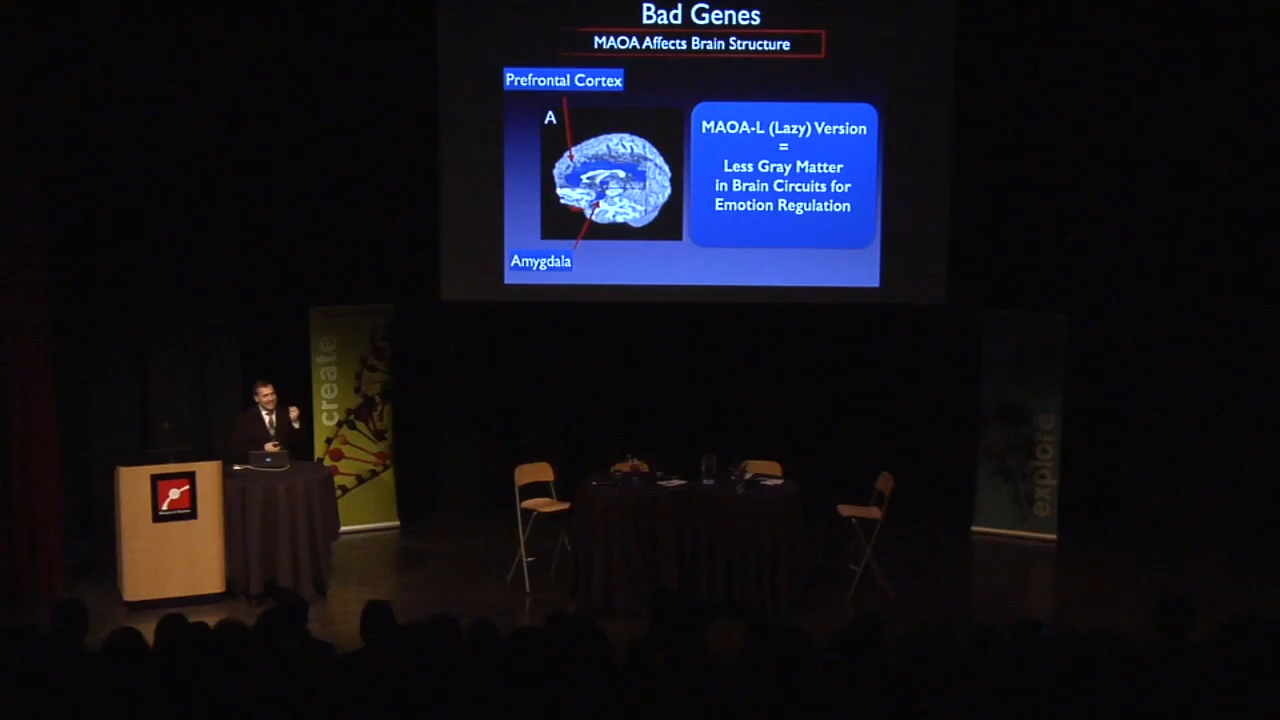 Bad Genes
MAOA Affects Brain Structure
Prefrontal Cortex
A
MAOA-L (Lazy) Version
=
Less Gray Matter
in Brain Circuits for
Emotion Regulation
Amygdala
create
explore